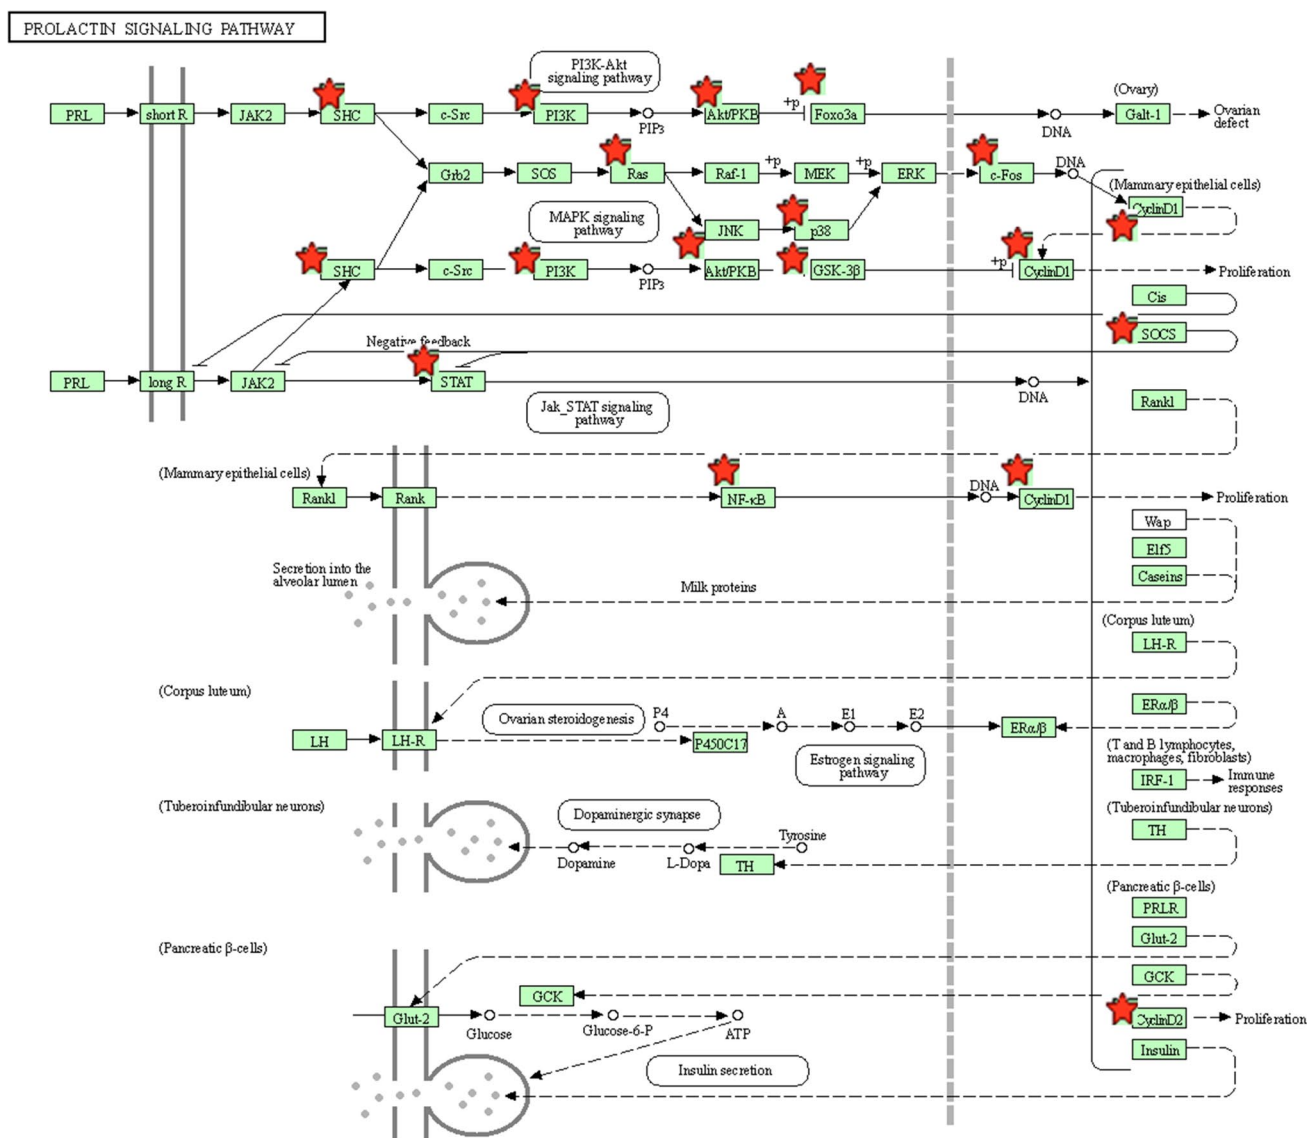 PROLACTIN SIGNALING PATHWAY
PI3K-Akt
signaling pathway
(Ovary)
PRL
short R
JAK2
SHC
c-Src
PI3K
PIP3
Akt/PKB
+p
Foxo3a
DNA
Galt-1
Ovarian
defect
Grb2
SOS
Ras
Raf-1
+p
MEK
+p
ERK
c-Fos
DNA
(Mammary epithelial cells)
CyclinD1
MAPK signaling
pathway
JNK
p38
SHC
c-Src
PI3K
PIP3
Akt/PKB
GSK-3β
+p
CyclinD1
Proliferation
Cis
SOCS
Negative feedback
PRL
long R
JAK2
STAT
DNA
Jak_STAT signaling
pathway
Rankl
(Mammary epithelial cells)
Rankl
Rank
NF-κB
DNA
CyclinD1
Proliferation
Wap
Elf5
Caseins
Secretion into the
alveolar lumen
Milk proteins
(Corpus luteum)
LH-R
(Corpus luteum)
Ovarian steroidogenesis
P4
A
E1
E2
ERα/β
LH
LH-R
P450C17
ERα/β
Estrogen signaling
pathway
(T and B lymphocytes,
macrophages, fibroblasts)
IRF-1
Immune
responses
(Tuberoinfundibular neurons)
(Tuberoinfundibular neurons)
TH
Dopaminergic synapse
Dopamine
L-Dopa
Tyrosine
TH
(Pancreatic β-cells)
PRLR
Glut-2
(Pancreatic β-cells)
GCK
GCK
Glut-2
Glucose
Glucose-6-P
ATP
CyclinD2
Proliferation
Insulin
Insulin secretion